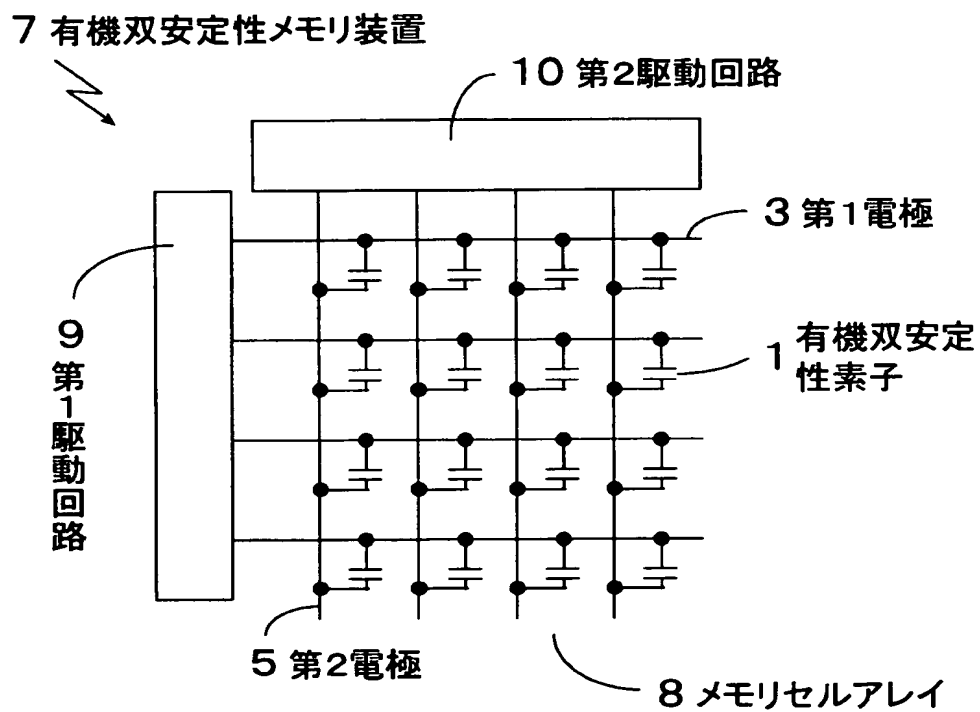 7 有機双安定性メモリ装置
10 第2駆動回路
3 第1電極
9 第1駆動回路
1 有機双安定
性素子
5 第2電極
8 メモリセルアレイ